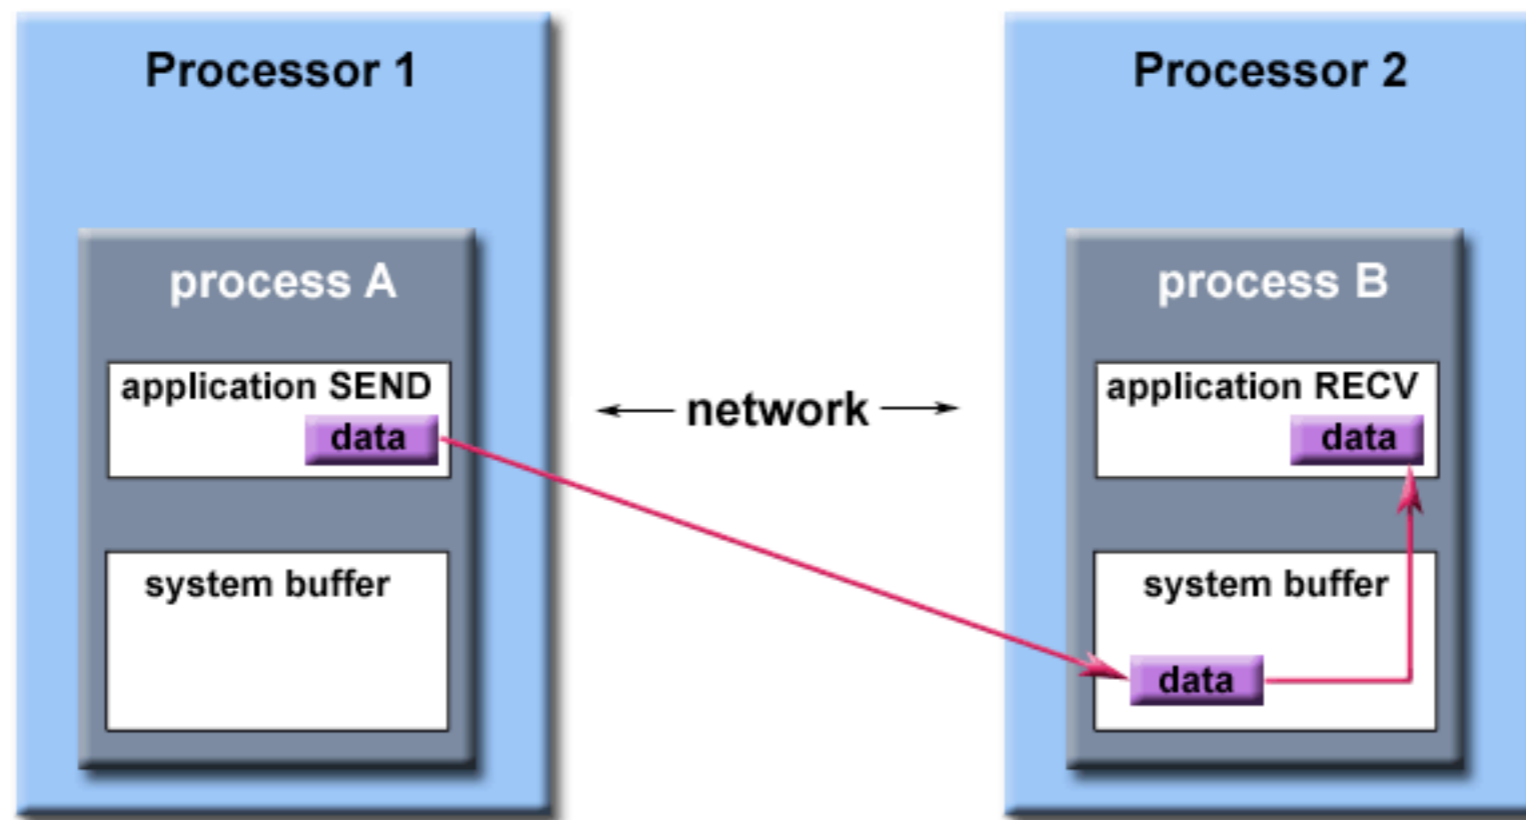 Processor 1
process A
application SEND
data
system buffer
network
Processor 2
process B
application RECV
data
system buffer
data